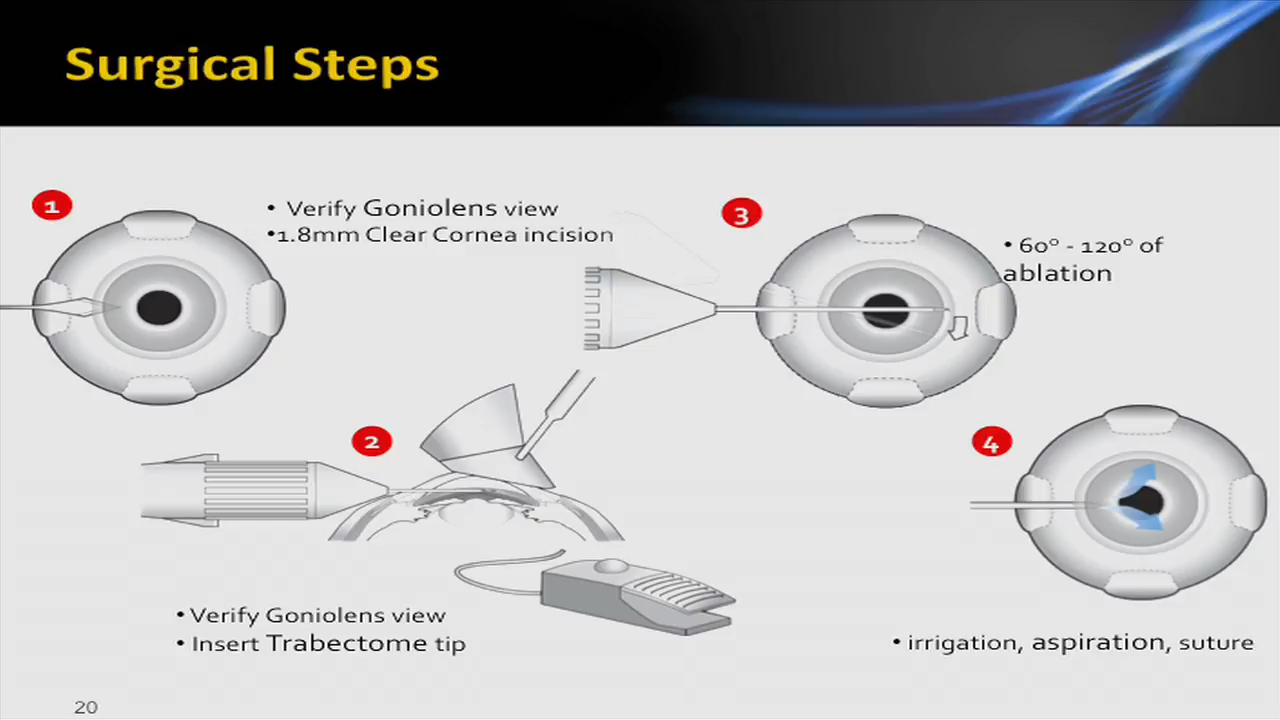 Surgical Steps
1
• Verify Goniolens view
•1.8mm Clear Cornea incision
2
• Verify Goniolens view
• Insert Trabectome tip
3
• 60° - 120° of
ablation
4
• irrigation, aspiration, suture
20